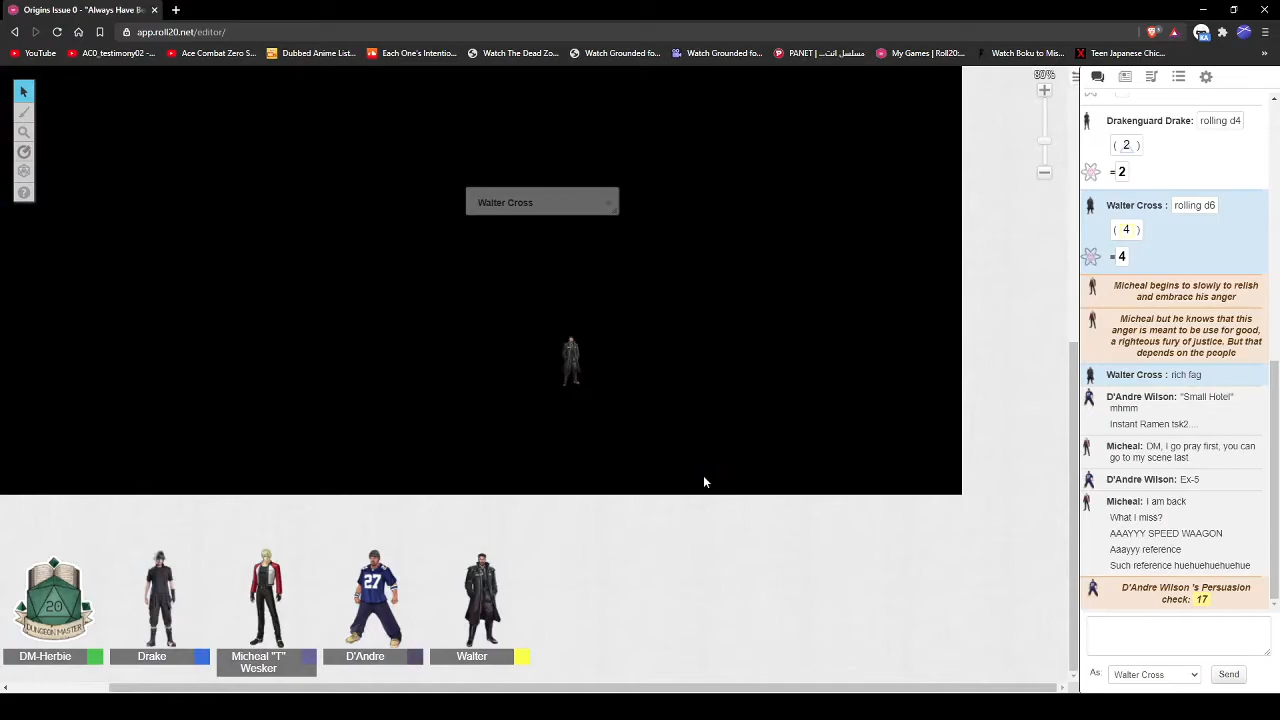 Origins Issue 0 - "Always Have Be
app.roll20.net/editor/
YouTube
AC0_testimony02 -...
Ace Combat Zero S...
Dubbed Anime List...
Each One's Intentio...
Watch The Dead Zo...
Watch Grounded fo...
Watch Grounded fo...
PANET | مسلسل انت...
My Games | Roll20:...
Watch Boku to Mis...
Teen Japanese Chic...
80%
Walter Cross
Drakenguard Drake: rolling d4
( 2 )
= 2
Walter Cross : rolling d6
( 4 )
= 4
Micheal begins to slowly to relish
and embrace his anger
Micheal but he knows that this
anger is meant to be use for good,
a righteous fury of justice. But that
depends on the people
Walter Cross : rich fag
D'Andre Wilson: "Small Hotel"
mhmm
Instant Ramen tsk2....
Micheal: DM, I go pray first, you can
go to my scene last
D'Andre Wilson: Ex-5
Micheal: I am back
What I miss?
AAAYYY SPEED WAAGON
Aaayyy reference
Such reference huehuehuehuehue
D'Andre Wilson 's Persuasion
check: 17
As: Walter Cross
Send
20
DUNGEON MASTER
27
DM-Herbie
Drake
Micheal "T"
Wesker
D'Andre
Walter